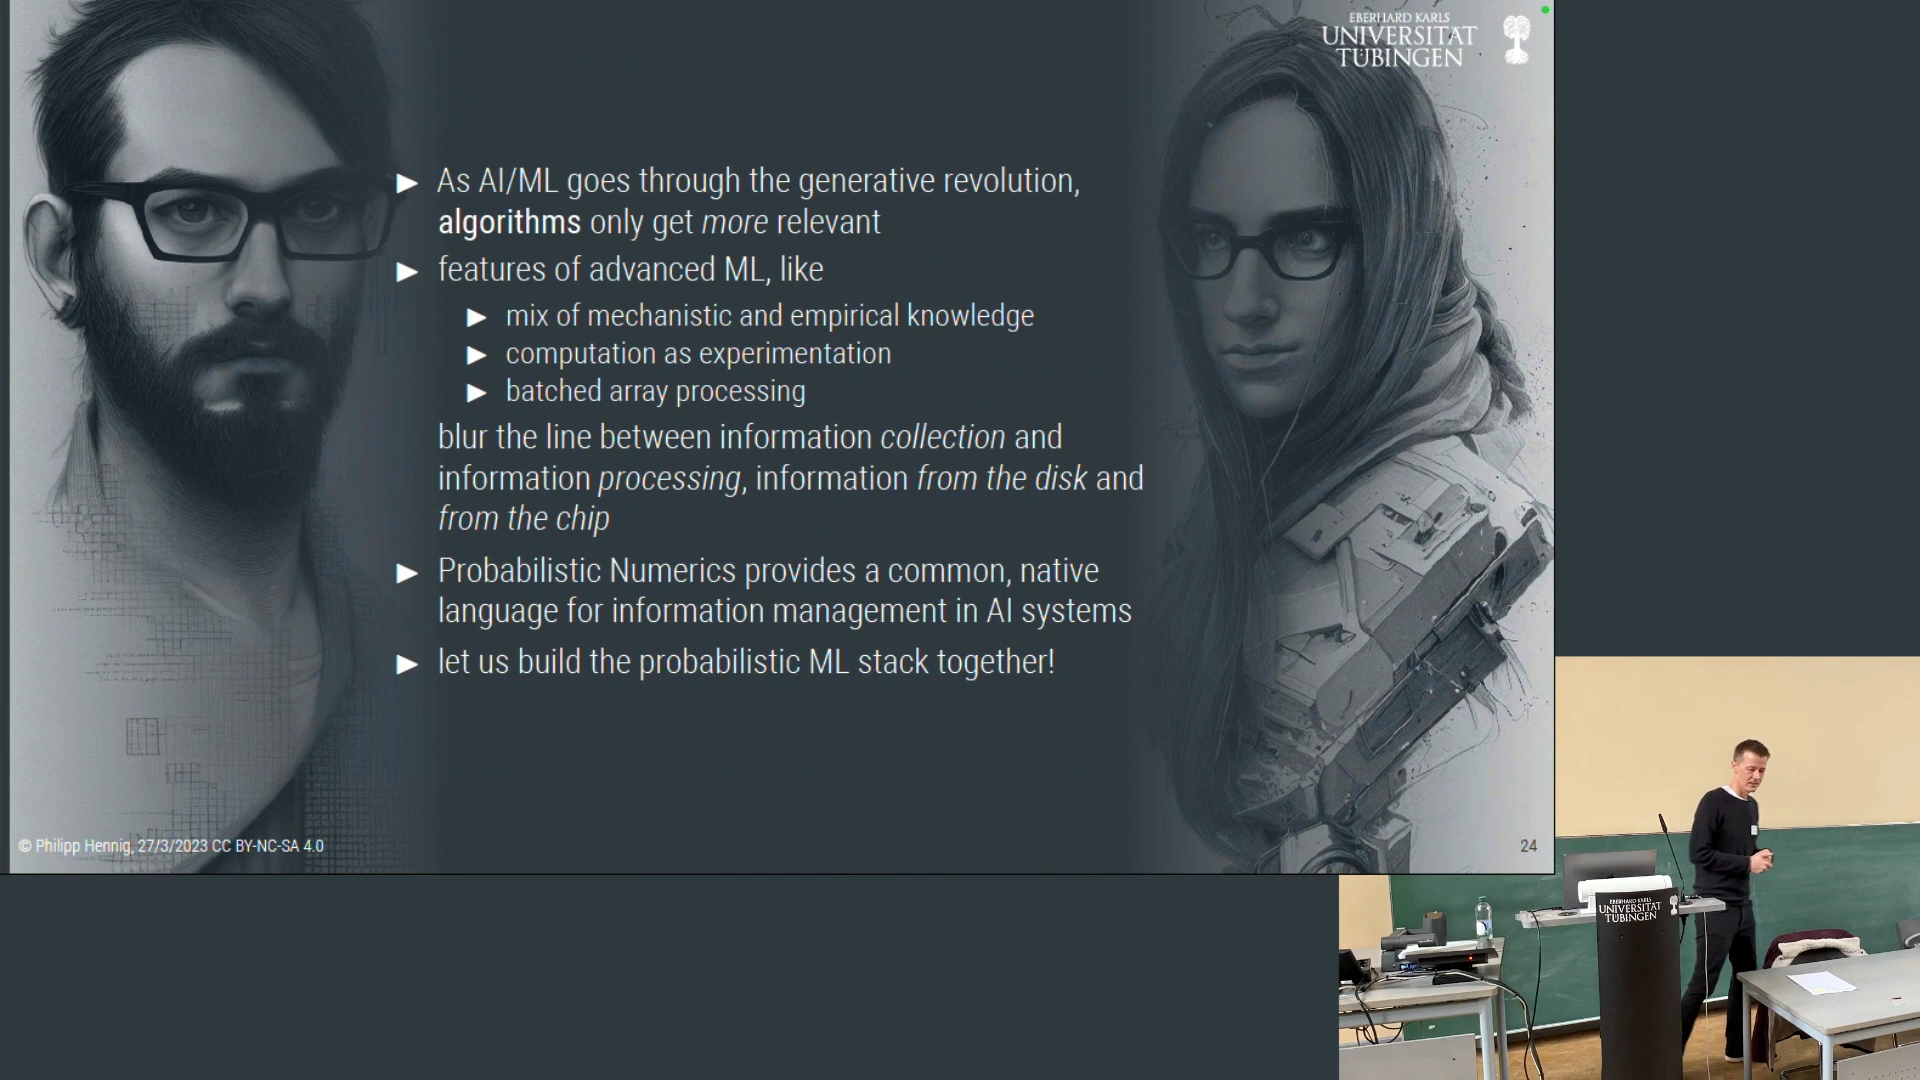 EBERHARD KARLS
UNIVERSITÄT
TÜBINGEN
► As AI/ML goes through the generative revolution,
algorithms only get more relevant
► features of advanced ML, like
► mix of mechanistic and empirical knowledge
► computation as experimentation
► batched array processing
blur the line between information collection and
information processing, information from the disk and
from the chip
► Probabilistic Numerics provides a common, native
language for information management in AI systems
► let us build the probabilistic ML stack together!
© Philipp Hennig, 27/3/2023 CC BY-NC-SA 4.0
24
EBERHARD KARLS
UNIVERSITÄT
TÜBINGEN